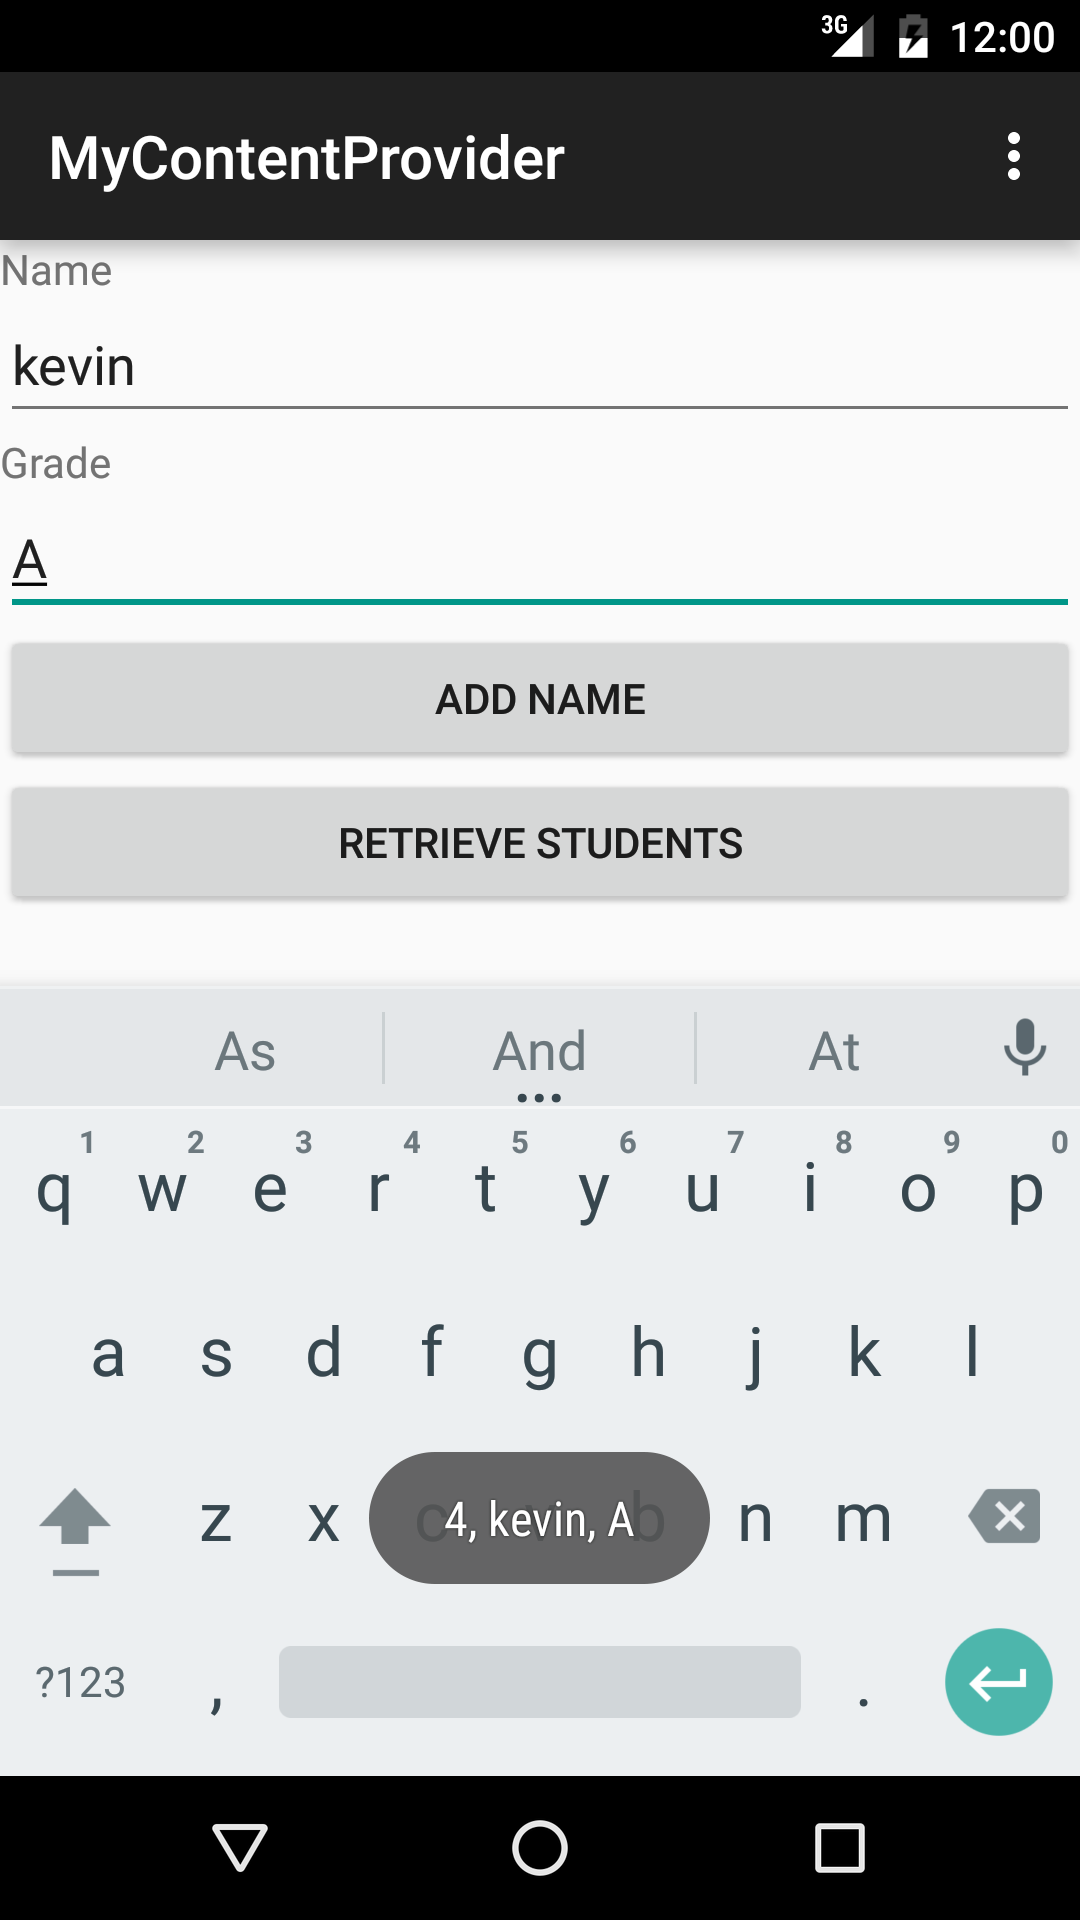 3G 12:00
MyContentProvider
Name
kevin
Grade
A
ADD NAME
RETRIEVE STUDENTS
As And At
1 2 3 4 5 6 7 8 9 0
q w e r t y u i o p
a s d f g h j k l
z x c v b n m
4, kevin, A
?123 , .